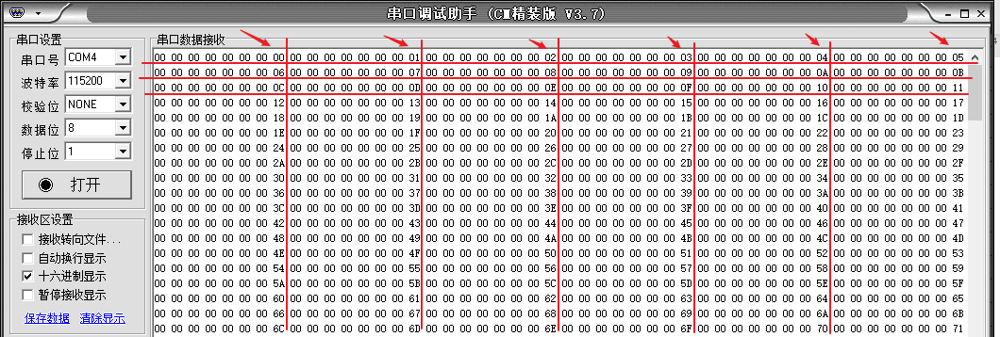 串口调试助手 (CM精装版 V3.7)
串口设置
串口号 COM4
波特率 115200
校验位 NONE
数据位 8
停止位 1
打开
接收区设置
接收转向文件...
自动换行显示
十六进制显示
暂停接收显示
保存数据 清除显示
串口数据接收
00 00 00 00 00 00 00 00 00 00 00 00 00 00 00 01 00 00 00 00 00 00 00 02 00 00 00 00 00 00 00 03 00 00 00 00 00 00 00 04 00 00 00 00 00 00 00 05
00 00 00 00 00 00 00 06 00 00 00 00 00 00 00 07 00 00 00 00 00 00 00 08 00 00 00 00 00 00 00 09 00 00 00 00 00 00 00 0A 00 00 00 00 00 00 00 0B
00 00 00 00 00 00 00 0C 00 00 00 00 00 00 00 0D 00 00 00 00 00 00 00 0E 00 00 00 00 00 00 00 0F 00 00 00 00 00 00 00 10 00 00 00 00 00 00 00 11
00 00 00 00 00 00 00 12 00 00 00 00 00 00 00 13 00 00 00 00 00 00 00 14 00 00 00 00 00 00 00 15 00 00 00 00 00 00 00 16 00 00 00 00 00 00 00 17
00 00 00 00 00 00 00 18 00 00 00 00 00 00 00 19 00 00 00 00 00 00 00 1A 00 00 00 00 00 00 00 1B 00 00 00 00 00 00 00 1C 00 00 00 00 00 00 00 1D
00 00 00 00 00 00 00 1E 00 00 00 00 00 00 00 1F 00 00 00 00 00 00 00 20 00 00 00 00 00 00 00 21 00 00 00 00 00 00 00 22 00 00 00 00 00 00 00 23
00 00 00 00 00 00 00 24 00 00 00 00 00 00 00 25 00 00 00 00 00 00 00 26 00 00 00 00 00 00 00 27 00 00 00 00 00 00 00 28 00 00 00 00 00 00 00 29
00 00 00 00 00 00 00 2A 00 00 00 00 00 00 00 2B 00 00 00 00 00 00 00 2C 00 00 00 00 00 00 00 2D 00 00 00 00 00 00 00 2E 00 00 00 00 00 00 00 2F
00 00 00 00 00 00 00 30 00 00 00 00 00 00 00 31 00 00 00 00 00 00 00 32 00 00 00 00 00 00 00 33 00 00 00 00 00 00 00 34 00 00 00 00 00 00 00 35
00 00 00 00 00 00 00 36 00 00 00 00 00 00 00 37 00 00 00 00 00 00 00 38 00 00 00 00 00 00 00 39 00 00 00 00 00 00 00 3A 00 00 00 00 00 00 00 3B
00 00 00 00 00 00 00 3C 00 00 00 00 00 00 00 3D 00 00 00 00 00 00 00 3E 00 00 00 00 00 00 00 3F 00 00 00 00 00 00 00 40 00 00 00 00 00 00 00 41
00 00 00 00 00 00 00 42 00 00 00 00 00 00 00 43 00 00 00 00 00 00 00 44 00 00 00 00 00 00 00 45 00 00 00 00 00 00 00 46 00 00 00 00 00 00 00 47
00 00 00 00 00 00 00 48 00 00 00 00 00 00 00 49 00 00 00 00 00 00 00 4A 00 00 00 00 00 00 00 4B 00 00 00 00 00 00 00 4C 00 00 00 00 00 00 00 4D
00 00 00 00 00 00 00 4E 00 00 00 00 00 00 00 4F 00 00 00 00 00 00 00 50 00 00 00 00 00 00 00 51 00 00 00 00 00 00 00 52 00 00 00 00 00 00 00 53
00 00 00 00 00 00 00 54 00 00 00 00 00 00 00 55 00 00 00 00 00 00 00 56 00 00 00 00 00 00 00 57 00 00 00 00 00 00 00 58 00 00 00 00 00 00 00 59
00 00 00 00 00 00 00 5A 00 00 00 00 00 00 00 5B 00 00 00 00 00 00 00 5C 00 00 00 00 00 00 00 5D 00 00 00 00 00 00 00 5E 00 00 00 00 00 00 00 5F
00 00 00 00 00 00 00 60 00 00 00 00 00 00 00 61 00 00 00 00 00 00 00 62 00 00 00 00 00 00 00 63 00 00 00 00 00 00 00 64 00 00 00 00 00 00 00 65
00 00 00 00 00 00 00 66 00 00 00 00 00 00 00 67 00 00 00 00 00 00 00 68 00 00 00 00 00 00 00 69 00 00 00 00 00 00 00 6A 00 00 00 00 00 00 00 6B
00 00 00 00 00 00 00 6C 00 00 00 00 00 00 00 6D 00 00 00 00 00 00 00 6E 00 00 00 00 00 00 00 6F 00 00 00 00 00 00 00 70 00 00 00 00 00 00 00 71